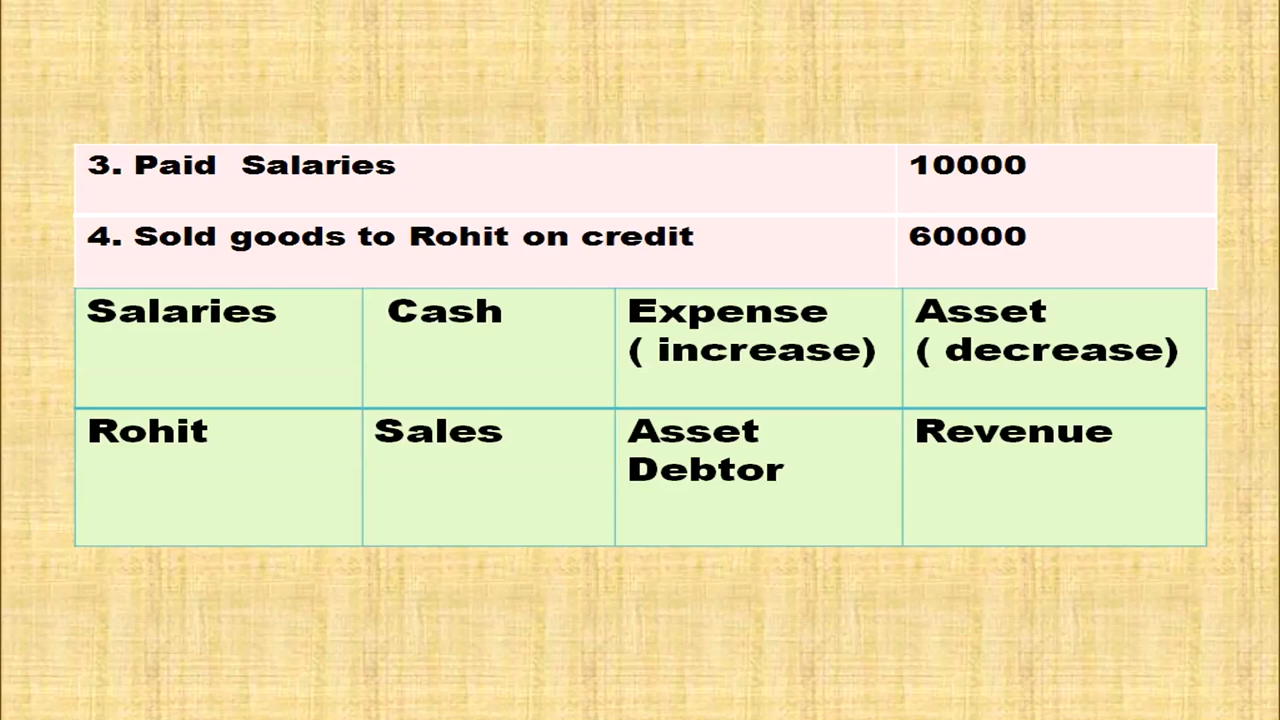 3. Paid Salaries 10000
4. Sold goods to Rohit on credit 60000
Salaries Cash Expense Asset
( increase) ( decrease)
Rohit Sales Asset Revenue
Debtor